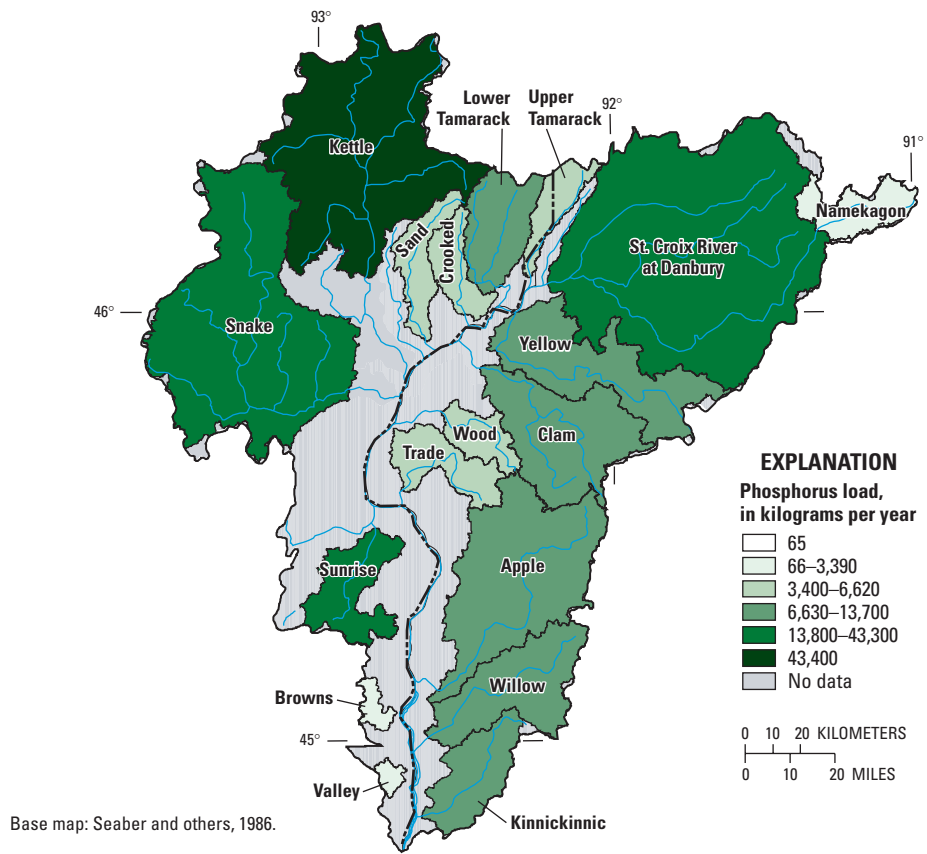 93°
Lower
Tamarack
Upper
Tamarack
92°
91°
Kettle
Namekagon
Sand
Crooked
St. Croix River
at Danbury
46°
Snake
Yellow
Wood
Clam
Trade
EXPLANATION
Phosphorus load,
in kilograms per year
65
66–3,390
3,400–6,620
6,630–13,700
13,800–43,300
43,400
No data
Sunrise
Apple
Willow
Browns
45°
0 10 20 KILOMETERS
0 10 20 MILES
Valley
Kinnickinnic
Base map: Seaber and others, 1986.